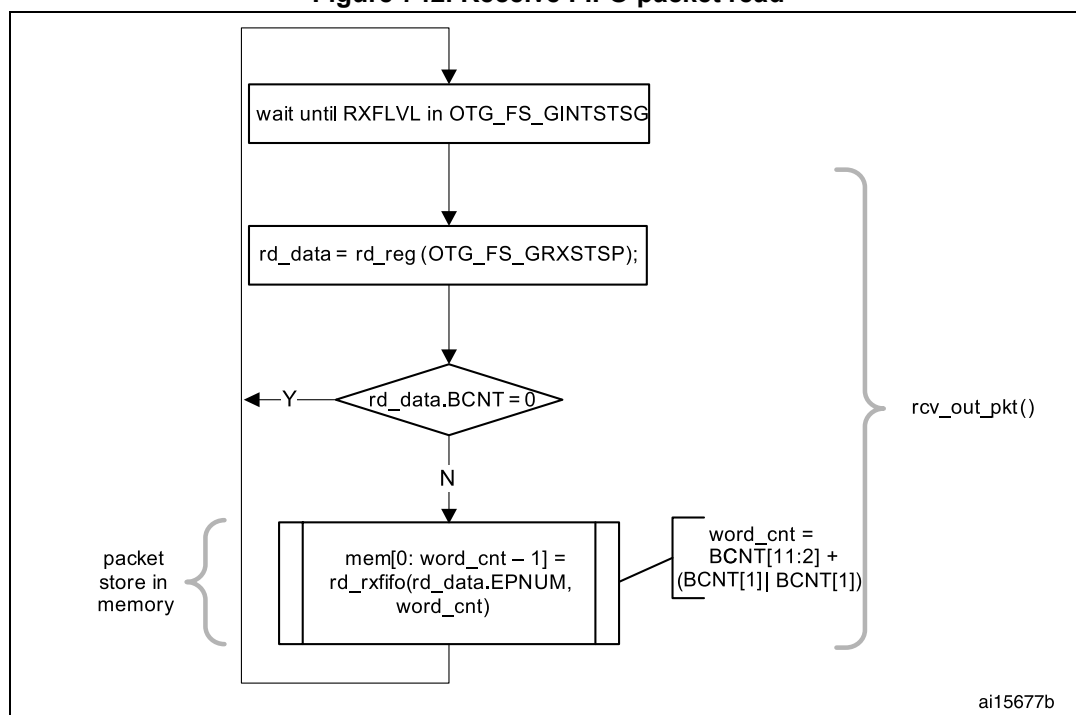 Figure Receive FIFO packet read
wait until RXFLVL in OTG_FS_GINTSTSG
rd_data = rd_reg (OTG_FS_GRXSTSP);
rd_data.BCNT = 0
Y
N
rcv_out_pkt()
packet
store in
memory
mem[0: word_cnt – 1] =
rd_rxfifo(rd_data.EPNUM,
word_cnt)
word_cnt =
BCNT[11:2] +
(BCNT[1] | BCNT[1])
ai15677b